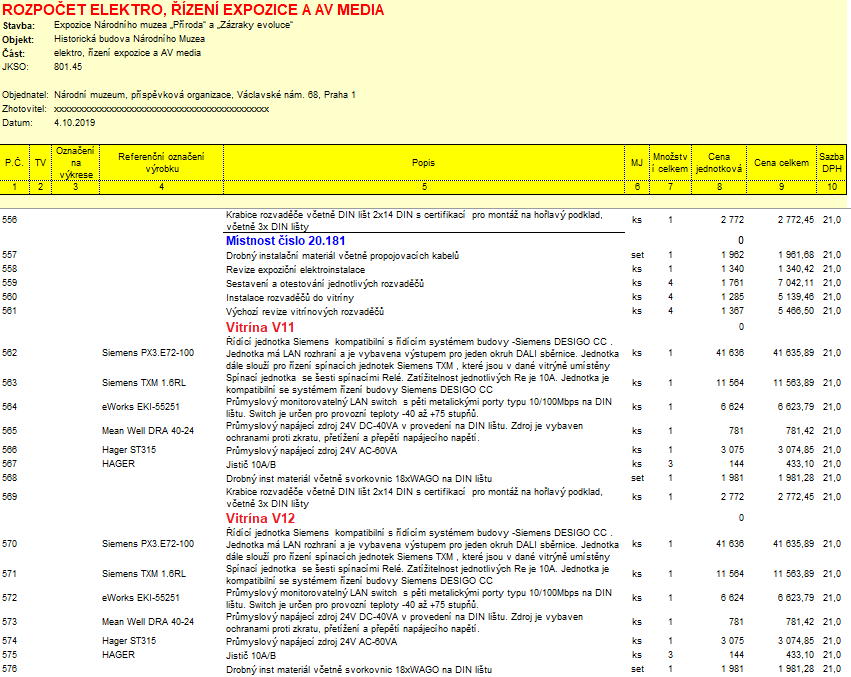 ROZPOČET ELEKTRO, ŘÍZENÍ EXPOZICE A AV MEDIA
Stavba: Expozice Národního muzea „Příroda“ a „Zázraky evoluce“
Objekt: Historická budova Národního Muzea
Část: elektro, řízení expozice a AV media
JKSO: 801.45
Objednatel: Národní muzeum, příspěvková organizace, Václavské nám. 68, Praha 1
Zhotovitel: xxxxxxxxxxxxxxxxxxxxxxxxxxxxxxxxxxxxxxxxxxx
Datum: 4.10.2019
P.Č. TV Označení na výkrese Referenční označení výrobku Popis MJ Množstv í celkem Cena jednotková Cena celkem Sazba DPH
1 2 3 4 5 6 7 8 9 10
556 Krabice rozvaděče včetně DIN lišt 2x14 DIN s certifikací pro montáž na hořlavý podklad, ks 1 2 772 2 772,45 21,0
včetně 3x DIN lišty
Místnost číslo 20.181 0
557 Drobný instalační materiál včetně propojovacích kabelů set 1 1 962 1 961,68 21,0
558 Revize expoziční elektroinstalace ks 1 1 340 1 340,42 21,0
559 Sestavení a otestování jednotlivých rozvaděčů ks 4 1 761 7 042,11 21,0
560 Instalace rozvaděčů do vitríny ks 4 1 285 5 139,46 21,0
561 Výchozí revize vitrínových rozvaděčů ks 4 1 367 5 466,50 21,0
Vitrína V11 0
Řídící jednotka Siemens kompatibilní s řídícím systémem budovy -Siemens DESIGO CC .
562 Siemens PX3.E72-100 Jednotka má LAN rozhraní a je vybavena výstupem pro jeden okruh DALI sběrnice. Jednotka ks 1 41 636 41 635,89 21,0
dále slouží pro řízení spínacích jednotek Siemens TXM , které jsou v dané vitrýně umístěny
563 Siemens TXM 1.6RL Spínací jednotka se šesti spínacími Relé. Zatížitelnost jednotlivých Re je 10A. Jednotka je ks 1 11 564 11 563,89 21,0
kompatibilní se systémem řízení budovy Siemens DESIGO CC
564 eWorks EKI-55251 Průmyslový monitorovatelný LAN switch s pěti metalickými porty typu 10/100Mbps na DIN ks 1 6 624 6 623,79 21,0
lištu. Switch je určen pro provozní teploty -40 až +75 stupňů.
565 Mean Well DRA 40-24 Průmyslový napájecí zdroj 24V DC-40VA v provedení na DIN lištu. Zdroj je vybaven ks 1 781 781,42 21,0
ochranami proti zkratu, přetížení a přepětí napájecího napětí.
566 Hager ST315 Průmyslový napájecí zdroj 24V AC-60VA ks 1 3 075 3 074,85 21,0
567 HAGER Jistič 10A/B ks 3 144 433,10 21,0
568 Drobný inst materiál včetně svorkovnic 18xWAGO na DIN lištu set 1 1 981 1 981,28 21,0
569 Krabice rozvaděče včetně DIN lišt 2x14 DIN s certifikací pro montáž na hořlavý podklad, ks 1 2 772 2 772,45 21,0
včetně 3x DIN lišty
Vitrína V12 0
Řídící jednotka Siemens kompatibilní s řídícím systémem budovy -Siemens DESIGO CC .
570 Siemens PX3.E72-100 Jednotka má LAN rozhraní a je vybavena výstupem pro jeden okruh DALI sběrnice. Jednotka ks 1 41 636 41 635,89 21,0
dále slouží pro řízení spínacích jednotek Siemens TXM , které jsou v dané vitrýně umístěny
571 Siemens TXM 1.6RL Spínací jednotka se šesti spínacími Relé. Zatížitelnost jednotlivých Re je 10A. Jednotka je ks 1 11 564 11 563,89 21,0
kompatibilní se systémem řízení budovy Siemens DESIGO CC
572 eWorks EKI-55251 Průmyslový monitorovatelný LAN switch s pěti metalickými porty typu 10/100Mbps na DIN ks 1 6 624 6 623,79 21,0
lištu. Switch je určen pro provozní teploty -40 až +75 stupňů.
573 Mean Well DRA 40-24 Průmyslový napájecí zdroj 24V DC-40VA v provedení na DIN lištu. Zdroj je vybaven ks 1 781 781,42 21,0
ochranami proti zkratu, přetížení a přepětí napájecího napětí.
574 Hager ST315 Průmyslový napájecí zdroj 24V AC-60VA ks 1 3 075 3 074,85 21,0
575 HAGER Jistič 10A/B ks 3 144 433,10 21,0
576 Drobný inst materiál včetně svorkovnic 18xWAGO na DIN lištu set 1 1 981 1 981,28 21,0